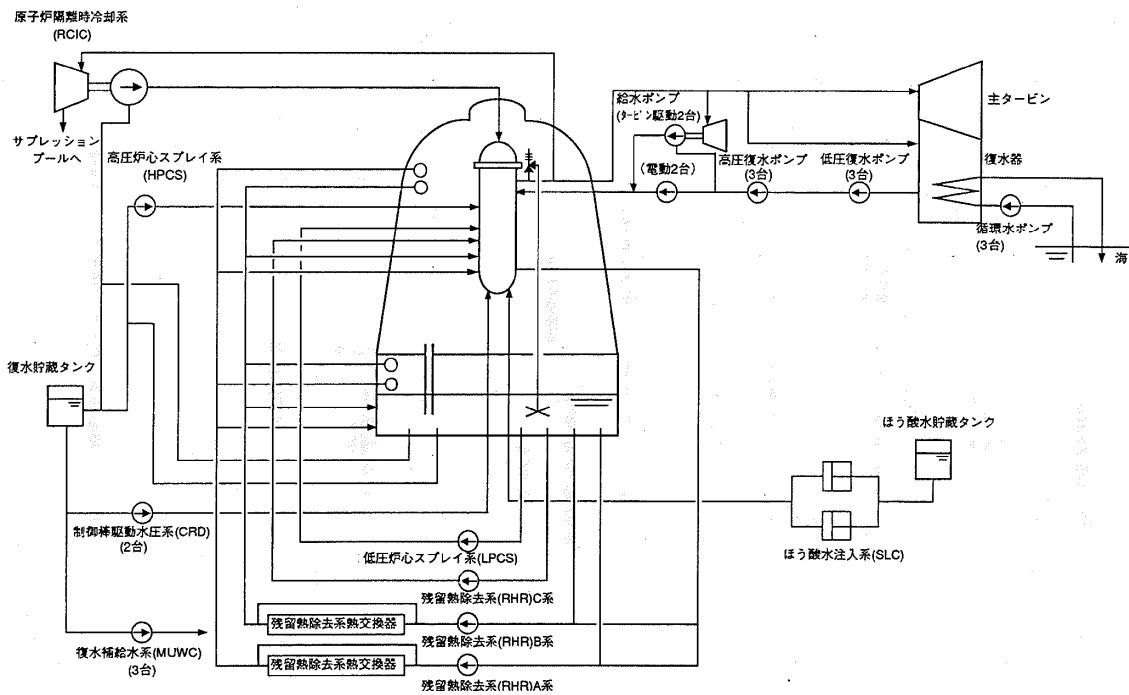 原子炉隔離時冷却系
(RCIC)
サプレッション
プールへ
高圧炉心スプレイ系
(HPCS)
給水ポンプ
(タービン駆動2台)
(電動2台)
高圧復水ポンプ
(3台)
低圧復水ポンプ
(3台)
主タービン
復水器
循環水ポンプ
(3台)
海
復水貯蔵タンク
ほう酸水貯蔵タンク
制御棒駆動水圧系(CRD)
(2台)
低圧炉心スプレイ系(LPCS)
ほう酸水注入系(SLC)
残留熱除去系(RHR)C系
残留熱除去系熱交換器
残留熱除去系(RHR)B系
復水補給水系(MUWC)
(3台)
残留熱除去系熱交換器
残留熱除去系(RHR)A系